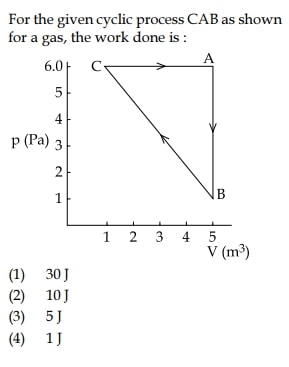 For the given cyclic process CAB as shown
for a gas, the work done is :
6.0
C
A
5
4
p (Pa) 3
2
1
B
1 2 3 4 5
V (m³)
(1) 30 J
(2) 10 J
(3) 5 J
(4) 1 J